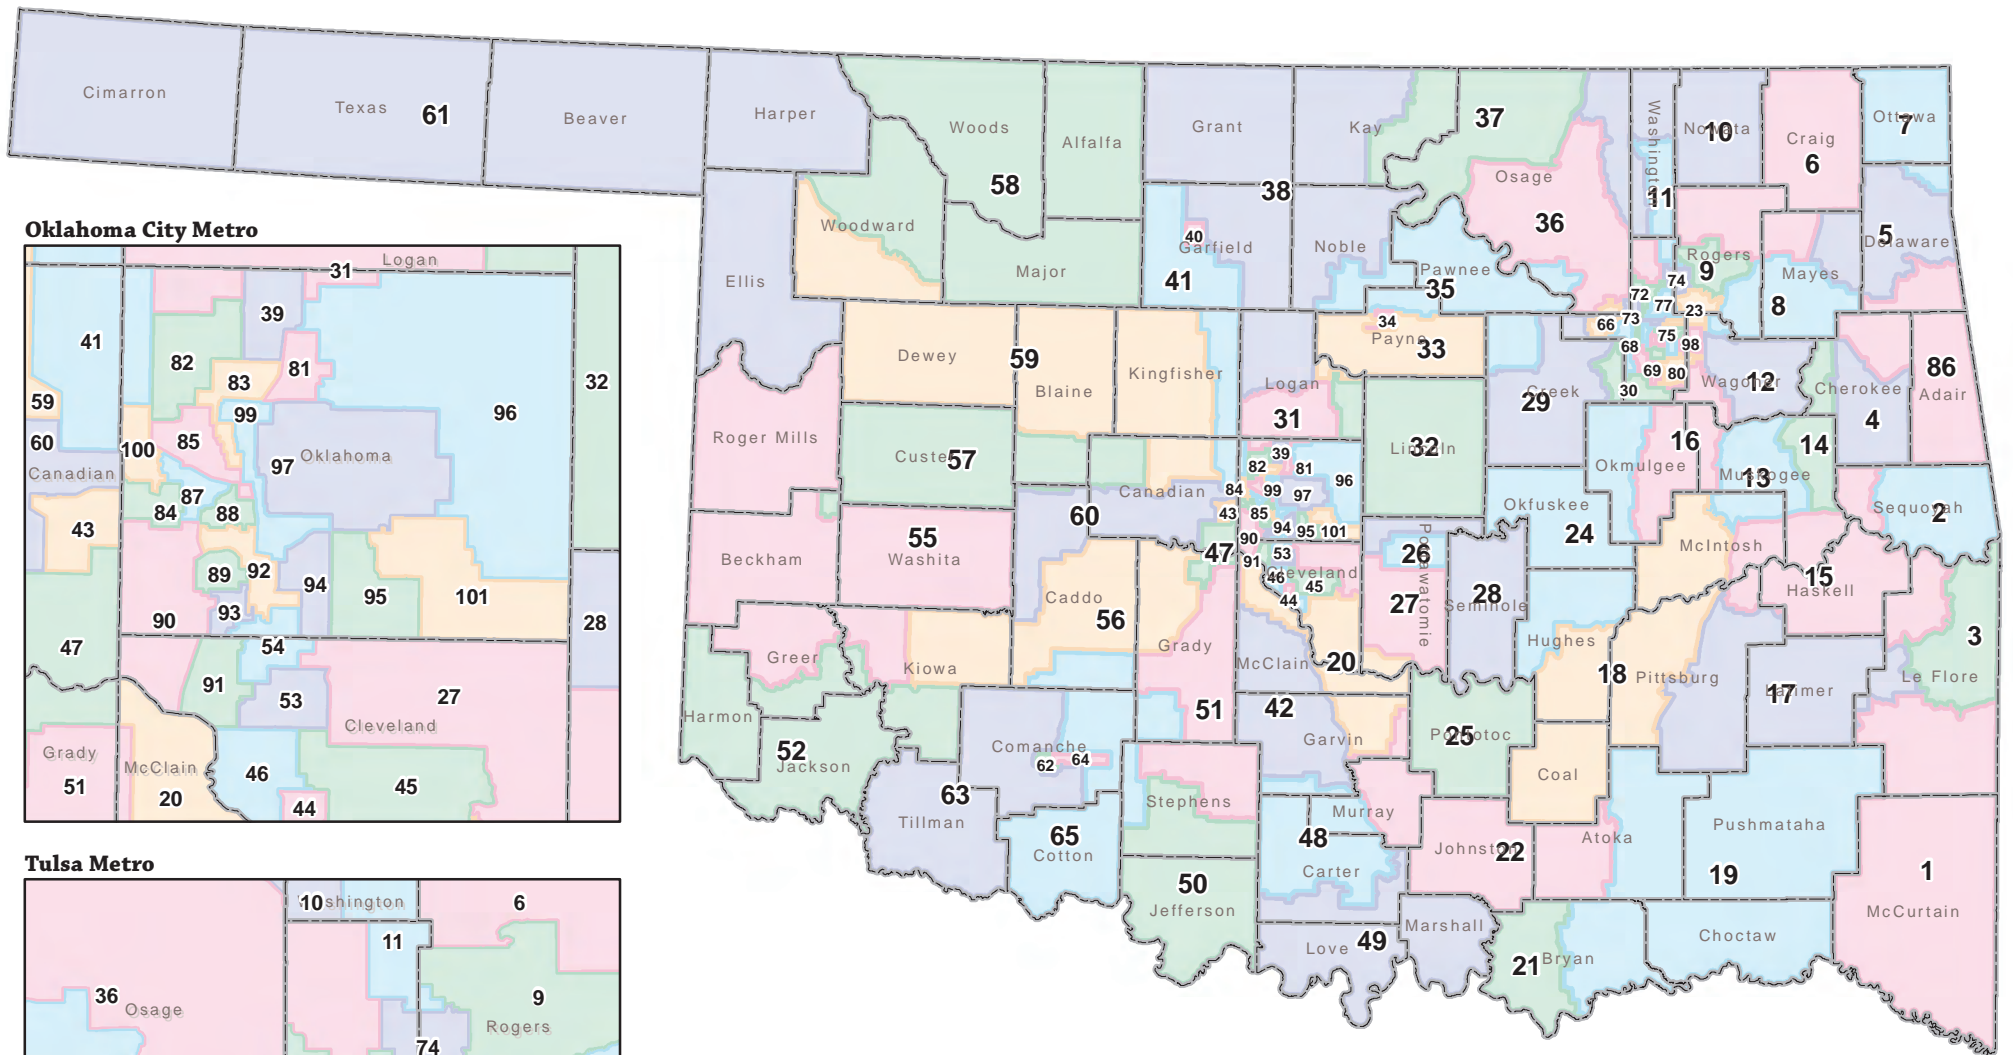 Cimarron
Texas
61
Beaver
Harper
Woods
58
Alfalfa
Grant
Kay
37
Washington
Nowata
10
Craig
6
Ottawa
7
Osage
36
11
38
Woodward
Ellis
Major
40
Garfield
41
Noble
Pawnee
35
Rogers
9
Mayes
8
Delaware
5
74
72
77
23
66
73
75
98
68
69
80
30
34
Payne
33
Dewey
59
Blaine
Kingfisher
Logan
31
Creek
29
Wagoner
12
Cherokee
4
86
Adair
Roger Mills
Custer
57
Lincoln
32
Okmulgee
16
Muskogee
13
14
Sequoyah
2
39
82
81
96
84
99
97
43
85
94
95
101
90
53
91
46
45
44
Canadian
60
47
Cleveland
Pottawatomie
26
27
Seminole
28
Okfuskee
24
McIntosh
15
Haskell
Beckham
55
Washita
Caddo
56
Grady
McClain
20
Hughes
18
Pittsburg
17
Latimer
Le Flore
3
Greer
Kiowa
Harmon
52
Jackson
Comanche
62
64
51
42
Garvin
25
Pontotoc
Coal
63
Tillman
65
Cotton
Stephens
48
Murray
Carter
Johnston
22
Atoka
Pushmataha
19
1
McCurtain
50
Jefferson
Love
49
Marshall
21
Bryan
Choctaw
Oklahoma City Metro
Logan
31
41
39
82
81
83
32
59
99
96
60
100
85
Oklahoma
97
Canadian
87
84
88
43
89
92
94
95
101
93
90
28
47
54
91
53
27
Cleveland
Grady
McClain
46
51
20
45
44
Tulsa Metro
10
Washington
6
11
36
Osage
9
Rogers
74